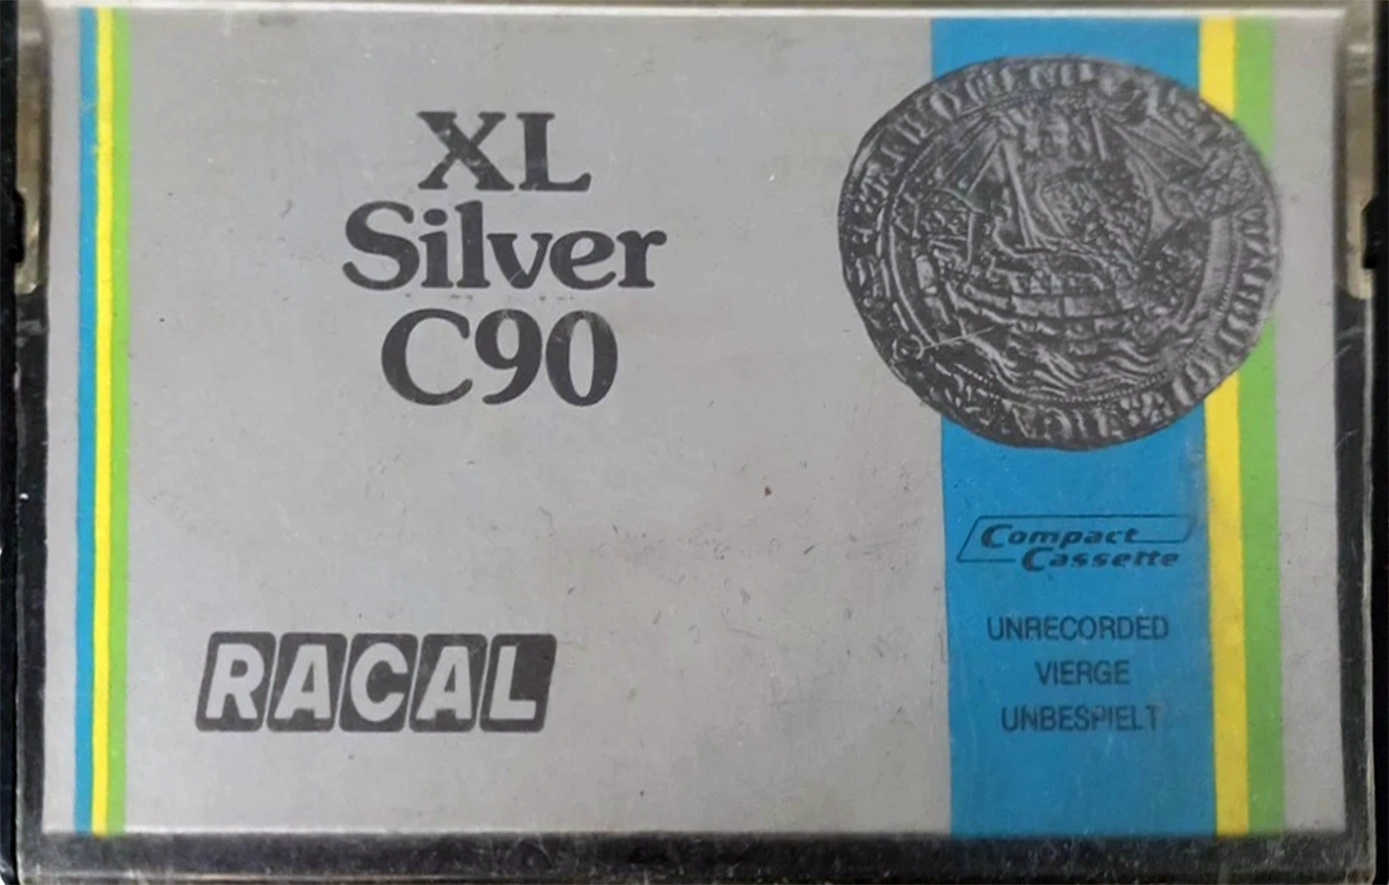 XL
Silver
C90
RACAL
Compact
Cassette
UNRECORDED
VIERGE
UNBESPIELT